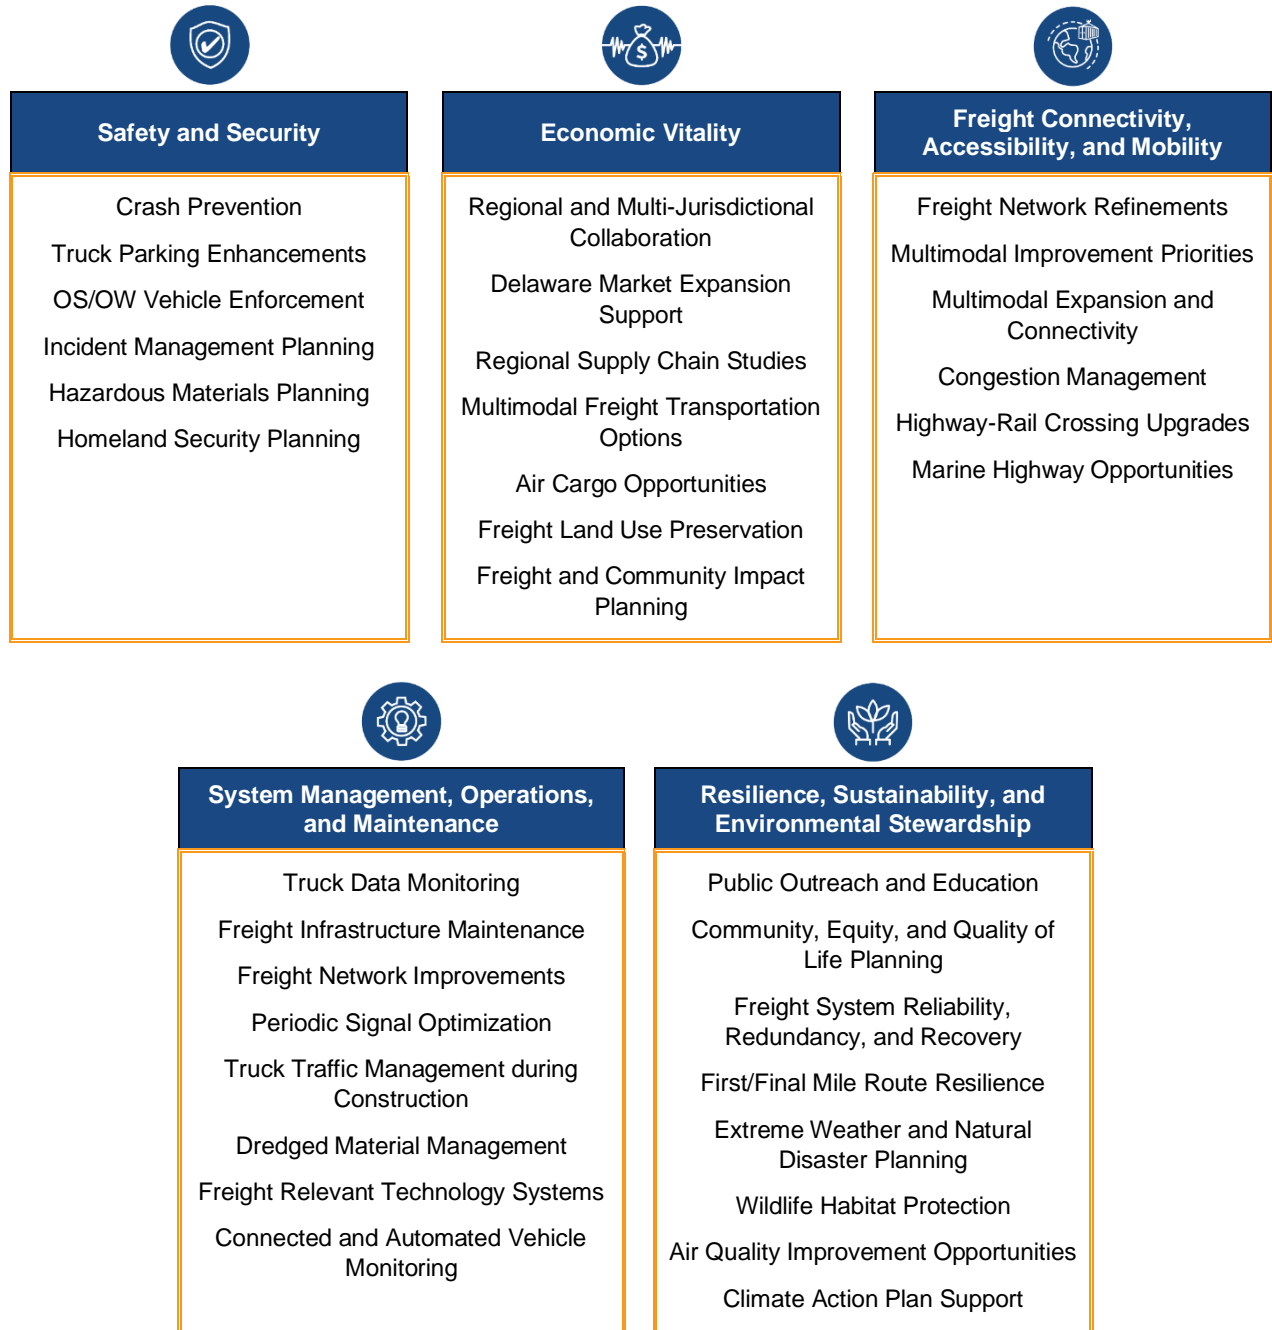 Safety and Security
Crash Prevention
Truck Parking Enhancements
OS/OW Vehicle Enforcement
Incident Management Planning
Hazardous Materials Planning
Homeland Security Planning
$
Economic Vitality
Regional and Multi-Jurisdictional
Collaboration
Delaware Market Expansion
Support
Regional Supply Chain Studies
Multimodal Freight Transportation
Options
Air Cargo Opportunities
Freight Land Use Preservation
Freight and Community Impact
Planning
Freight Connectivity,
Accessibility, and Mobility
Freight Network Refinements
Multimodal Improvement Priorities
Multimodal Expansion and
Connectivity
Congestion Management
Highway-Rail Crossing Upgrades
Marine Highway Opportunities
System Management, Operations,
and Maintenance
Truck Data Monitoring
Freight Infrastructure Maintenance
Freight Network Improvements
Periodic Signal Optimization
Truck Traffic Management during
Construction
Dredged Material Management
Freight Relevant Technology Systems
Connected and Automated Vehicle
Monitoring
Resilience, Sustainability, and
Environmental Stewardship
Public Outreach and Education
Community, Equity, and Quality of
Life Planning
Freight System Reliability,
Redundancy, and Recovery
First/Final Mile Route Resilience
Extreme Weather and Natural
Disaster Planning
Wildlife Habitat Protection
Air Quality Improvement Opportunities
Climate Action Plan Support